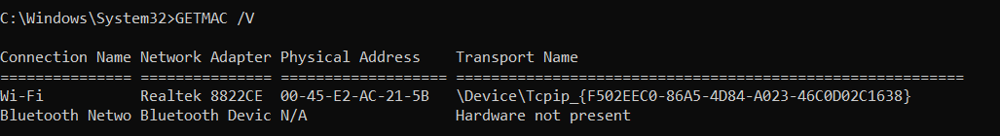 C:\Windows\System32>GETMAC /V
Connection Name Network Adapter Physical Address    Transport Name
=============== =============== =================== ==========================================================
Wi-Fi           Realtek 8822CE  00-45-E2-AC-21-5B   \Device\Tcpip_{F502EEC0-86A5-4D84-A023-46C0D02C1638}
Bluetooth Netwo Bluetooth Devic N/A                 Hardware not present